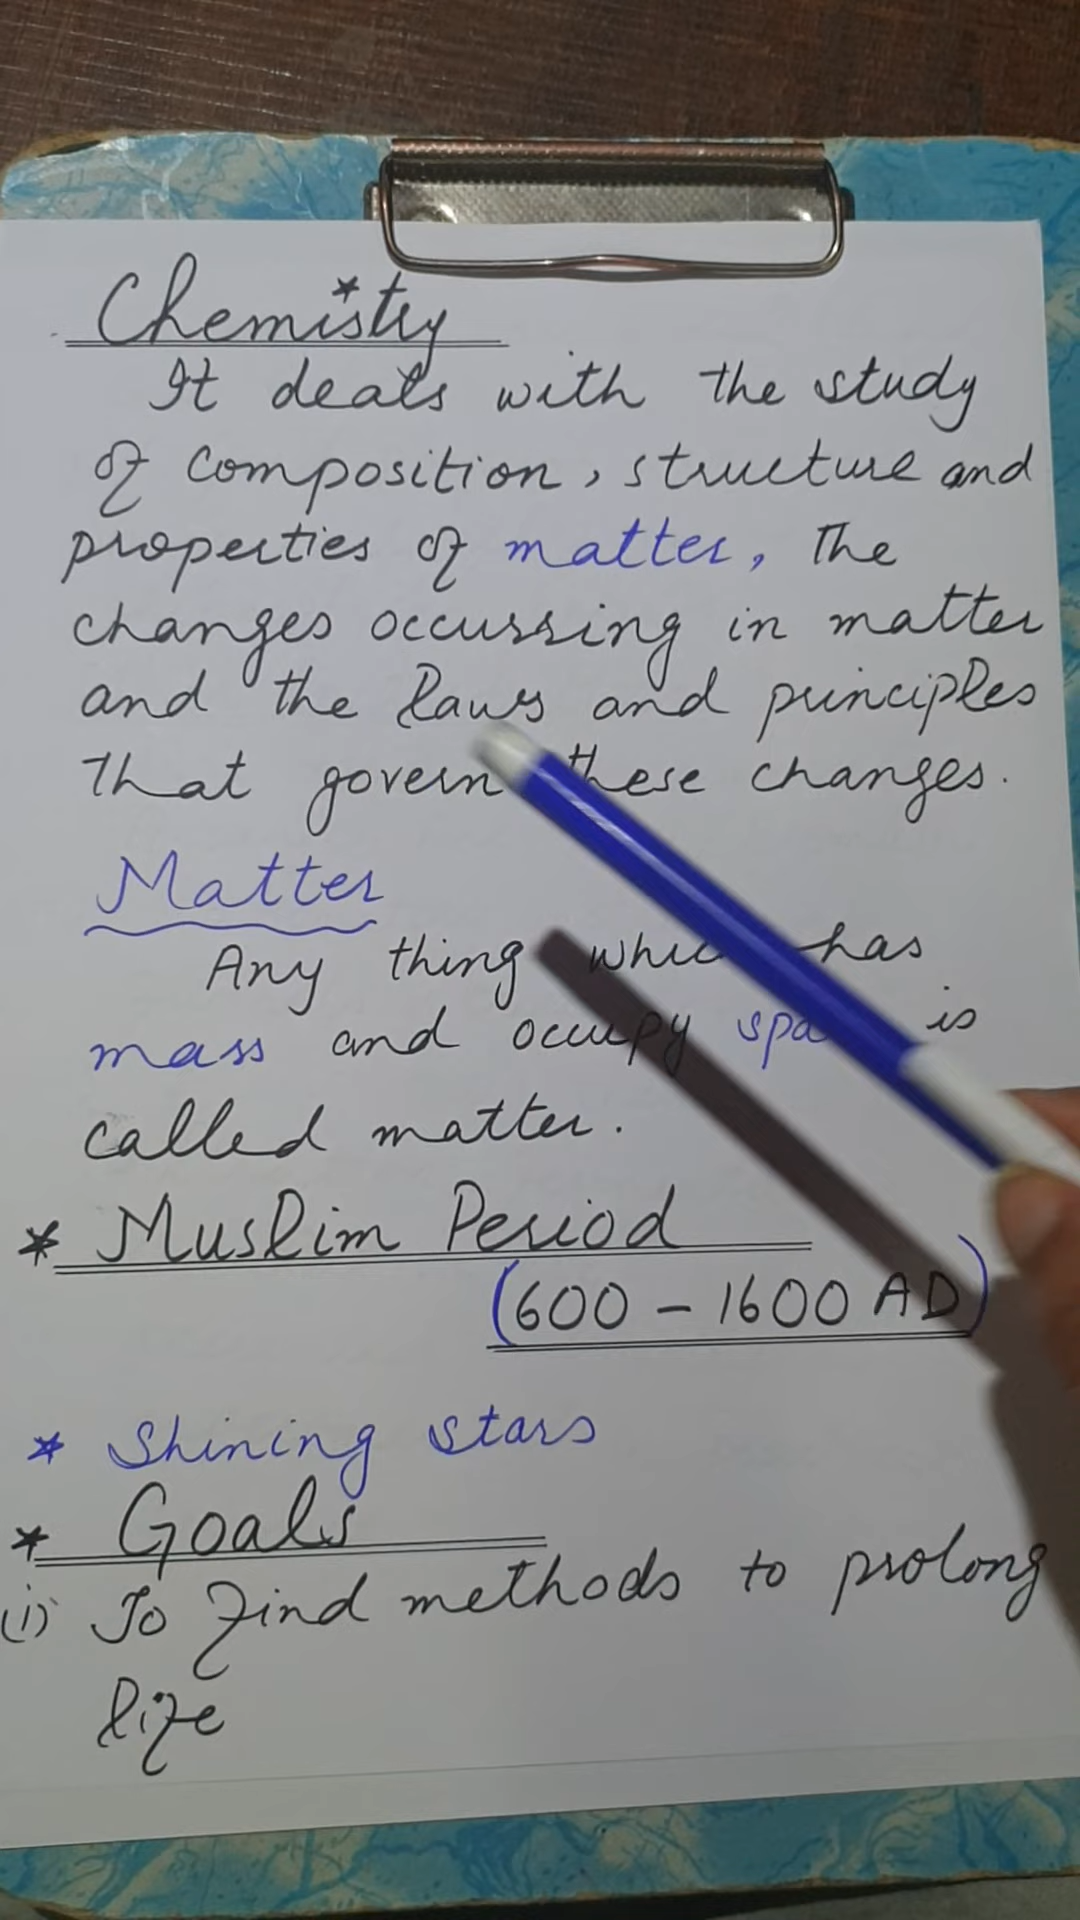 Chemistry
It deals with the study
of composition, structure and
properties of matter, The
changes occurring in matter
and the laws and principles
That govern these changes.
Matter
Any thing which has
mass and occupy space is
called matter.
* Muslim Period
(600 - 1600 AD)
* Shining stars
* Goals
(i) To find methods to prolong
life